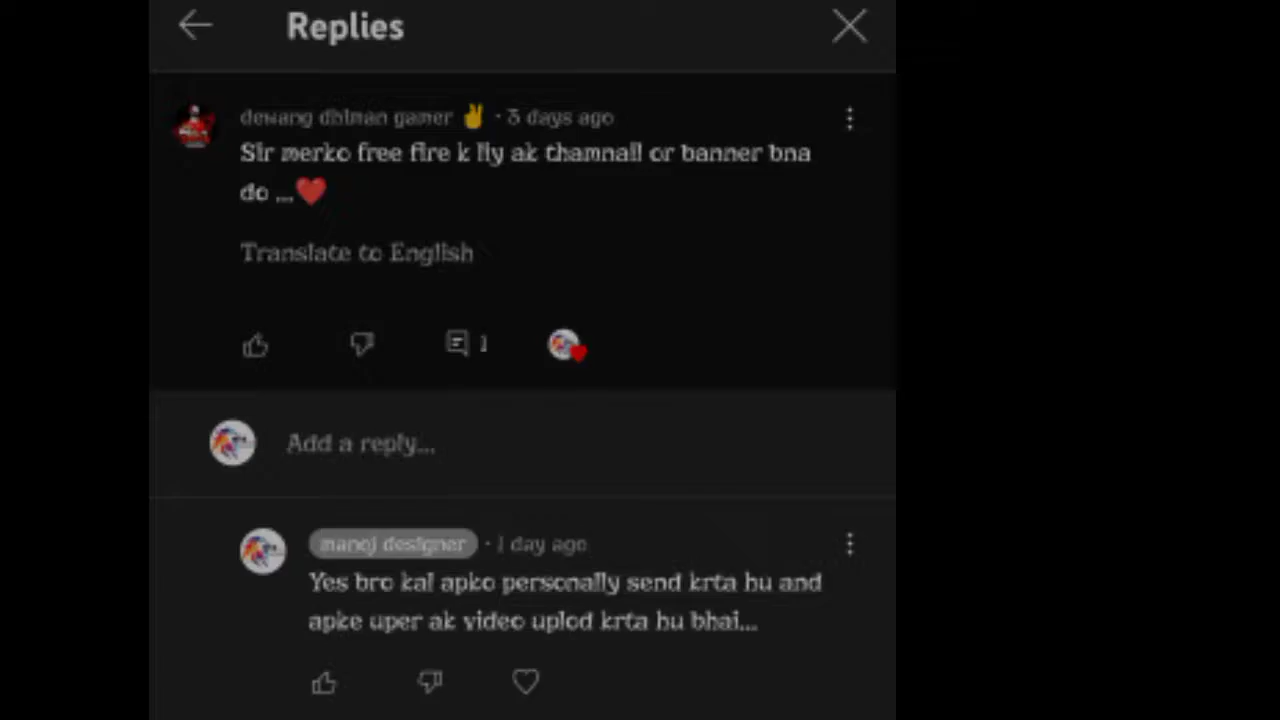 Replies
dewang dhiman gamer ✌ · 3 days ago
Sir merko free fire k liy ak thamnail or banner bna
do ...❤
Translate to English
1
Add a reply...
manoj designer · 1 day ago
Yes bro kal apko personally send krta hu and
apke uper ak video uplod krta hu bhai...